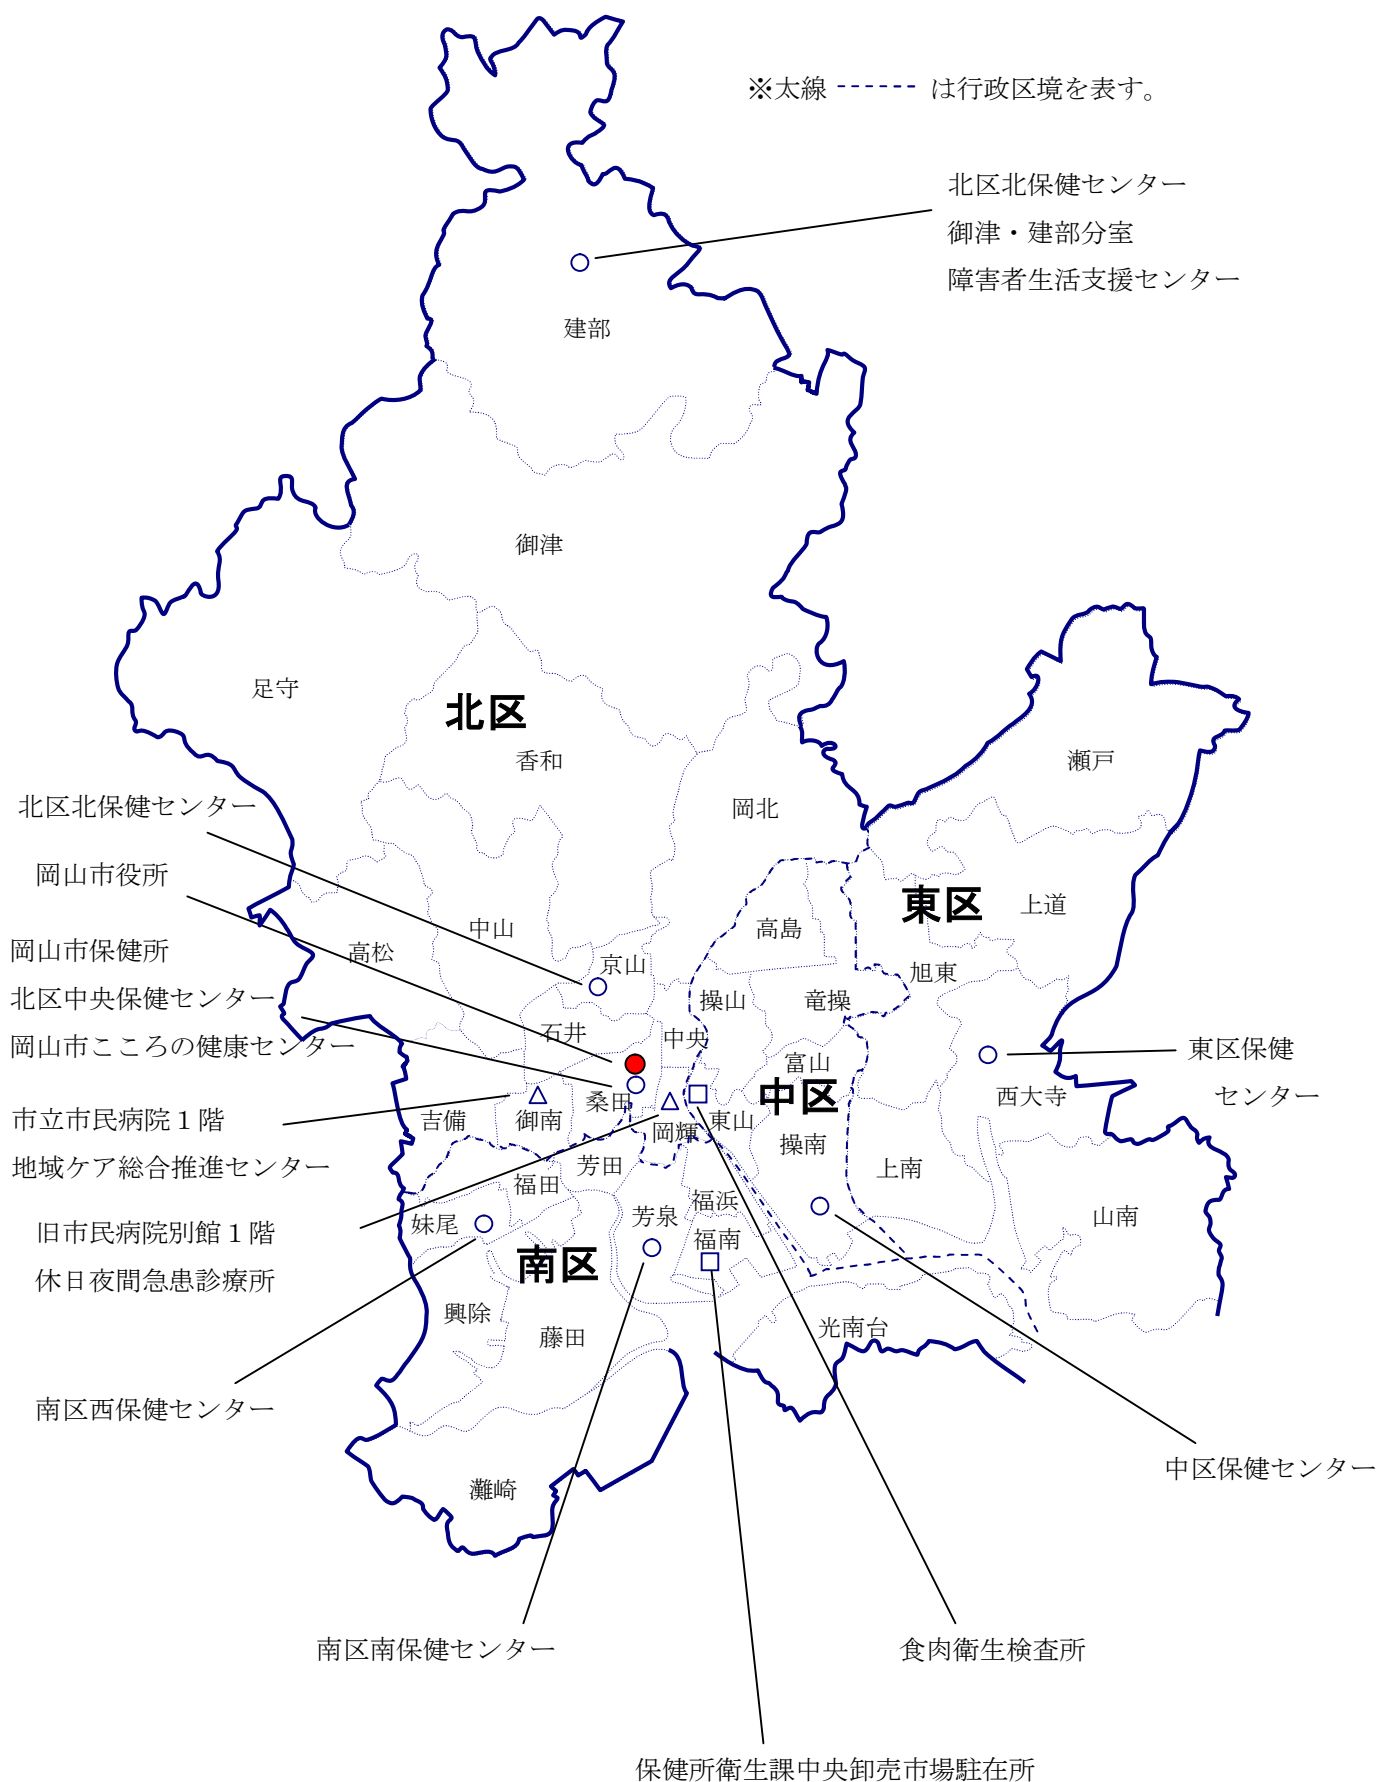 ※太線 ------ は行政区境を表す。
北区北保健センター
御津・建部分室
障害者生活支援センター
建部
御津
足守
北区
香和
瀬戸
岡北
北区北保健センター
岡山市役所
東区
上道
中山
高島
高松
京山
旭東
岡山市保健所
北区中央保健センター
岡山市こころの健康センター
操山
竜操
石井
中央
富山
東区保健
センター
中区
西大寺
桑田
市立市民病院１階
地域ケア総合推進センター
吉備
御南
岡輝
東山
操南
芳田
上南
福田
福浜
山南
妹尾
芳泉
福南
旧市民病院別館１階
休日夜間急患診療所
南区
興除
藤田
光南台
南区西保健センター
中区保健センター
灘崎
南区南保健センター
食肉衛生検査所
保健所衛生課中央卸売市場駐在所